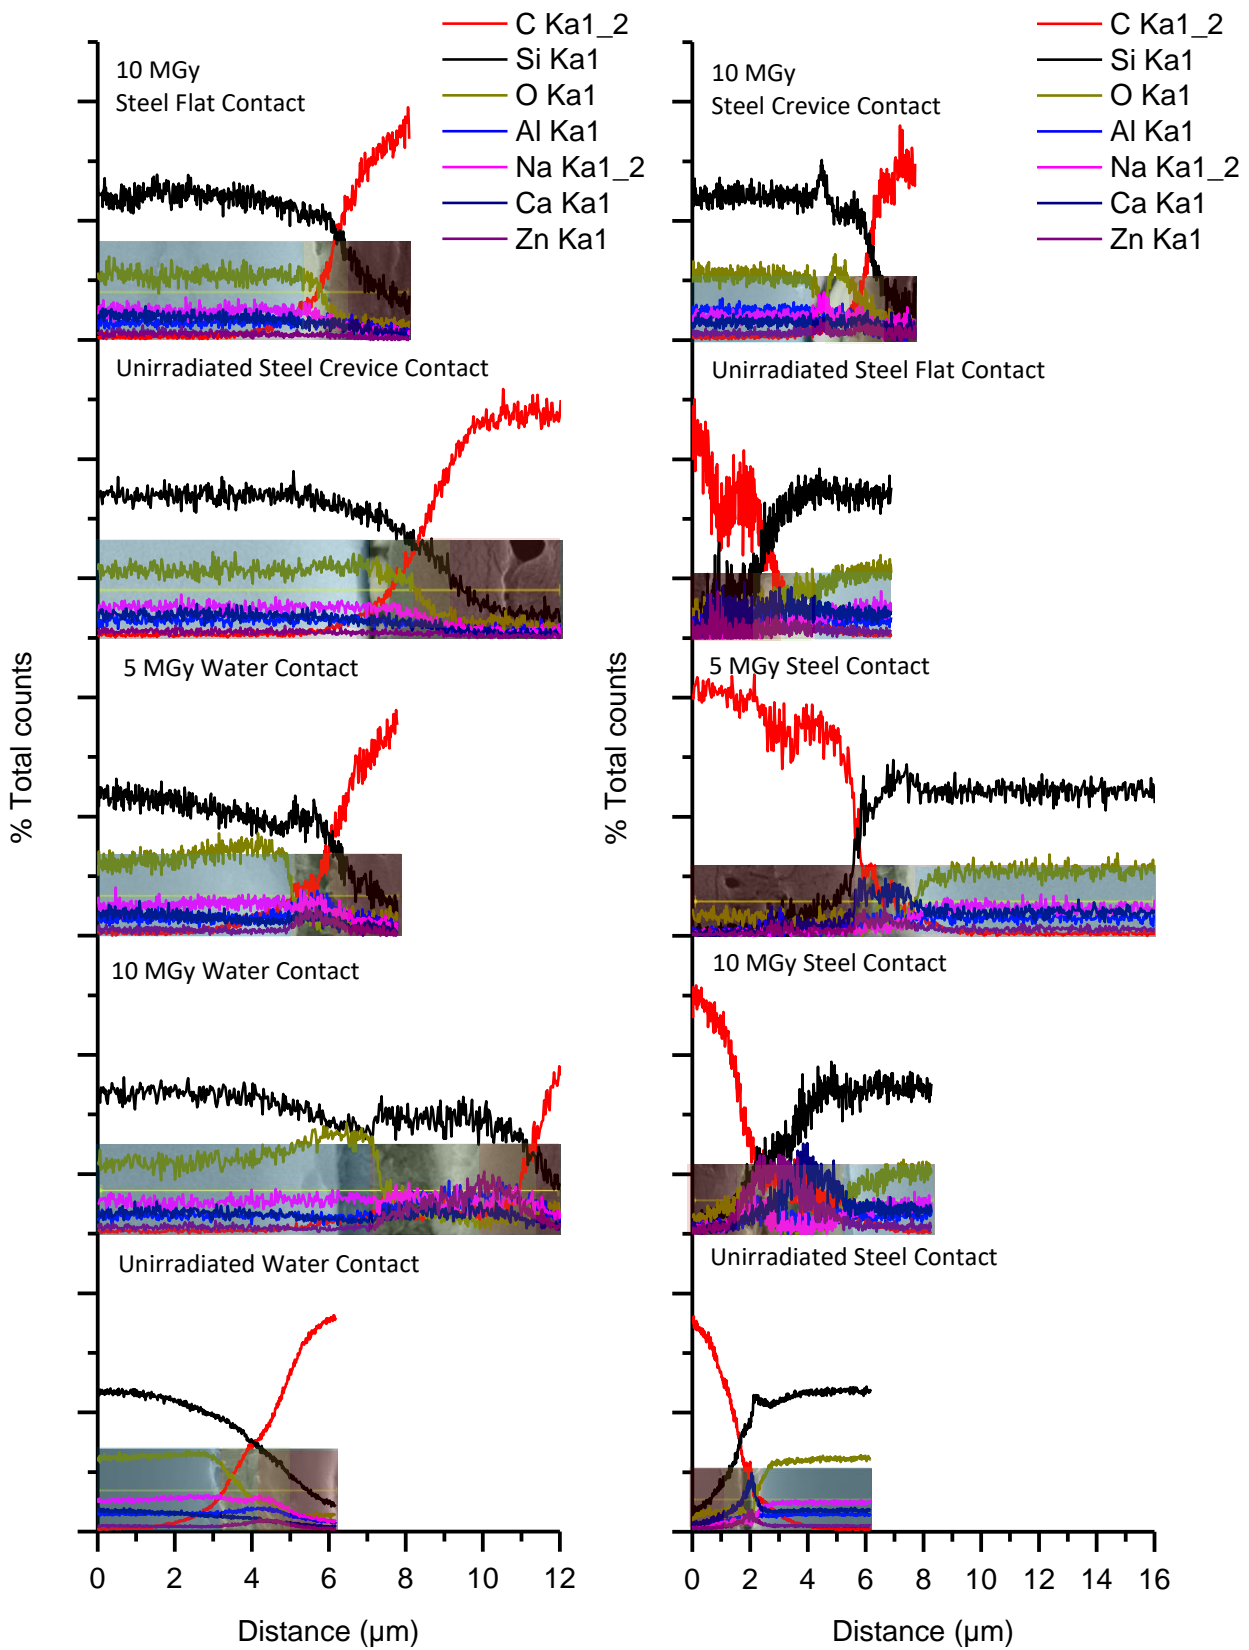 C Ka1_2
Si Ka1
O Ka1
Al Ka1
Na Ka1_2
Ca Ka1
Zn Ka1
10 MGy
Steel Flat Contact
Unirradiated Steel Crevice Contact
5 MGy Water Contact
10 MGy Water Contact
Unirradiated Water Contact
% Total counts
0 2 4 6 8 10 12
Distance (µm)
C Ka1_2
Si Ka1
O Ka1
Al Ka1
Na Ka1_2
Ca Ka1
Zn Ka1
10 MGy
Steel Crevice Contact
Unirradiated Steel Flat Contact
5 MGy Steel Contact
10 MGy Steel Contact
Unirradiated Steel Contact
% Total counts
0 2 4 6 8 10 12 14 16
Distance (µm)